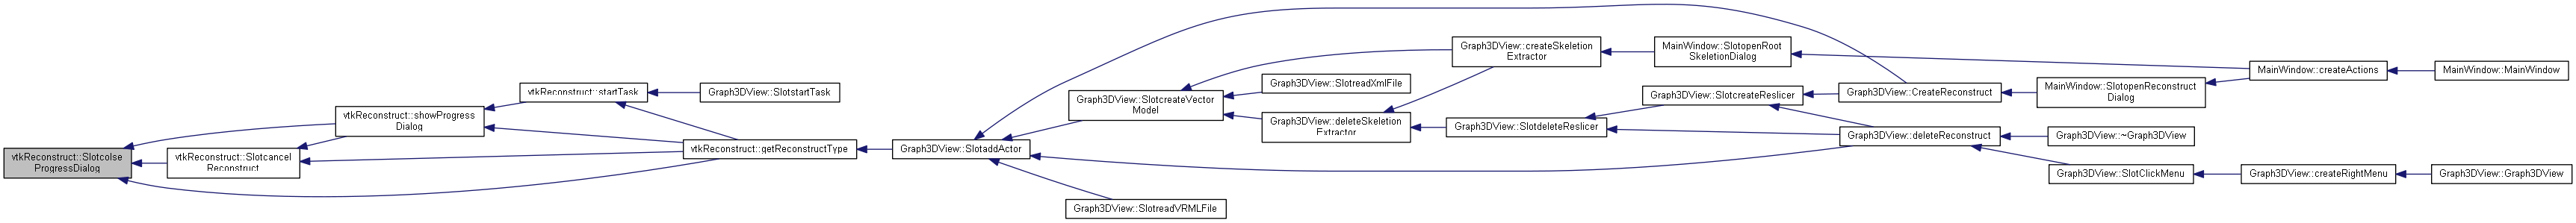 vtkReconstruct::Slotcolse
ProgressDialog
vtkReconstruct::showProgress
Dialog
vtkReconstruct::Slotcancel
Reconstruct
vtkReconstruct::startTask
Graph3DView::SlotstartTask
vtkReconstruct::getReconstructType
Graph3DView::SlotaddActor
Graph3DView::SlotcreateVector
Model
Graph3DView::SlotreadVRMLFile
Graph3DView::createSkeletion
Extractor
Graph3DView::SlotreadXmlFile
Graph3DView::deleteSkeletion
Extractor
Graph3DView::SlotdeleteReslicer
MainWindow::SlotopenRoot
SkeletionDialog
Graph3DView::SlotcreateReslicer
Graph3DView::CreateReconstruct
Graph3DView::deleteReconstruct
MainWindow::SlotopenReconstruct
Dialog
Graph3DView::~Graph3DView
Graph3DView::SlotClickMenu
MainWindow::createActions
Graph3DView::createRightMenu
MainWindow::MainWindow
Graph3DView::Graph3DView